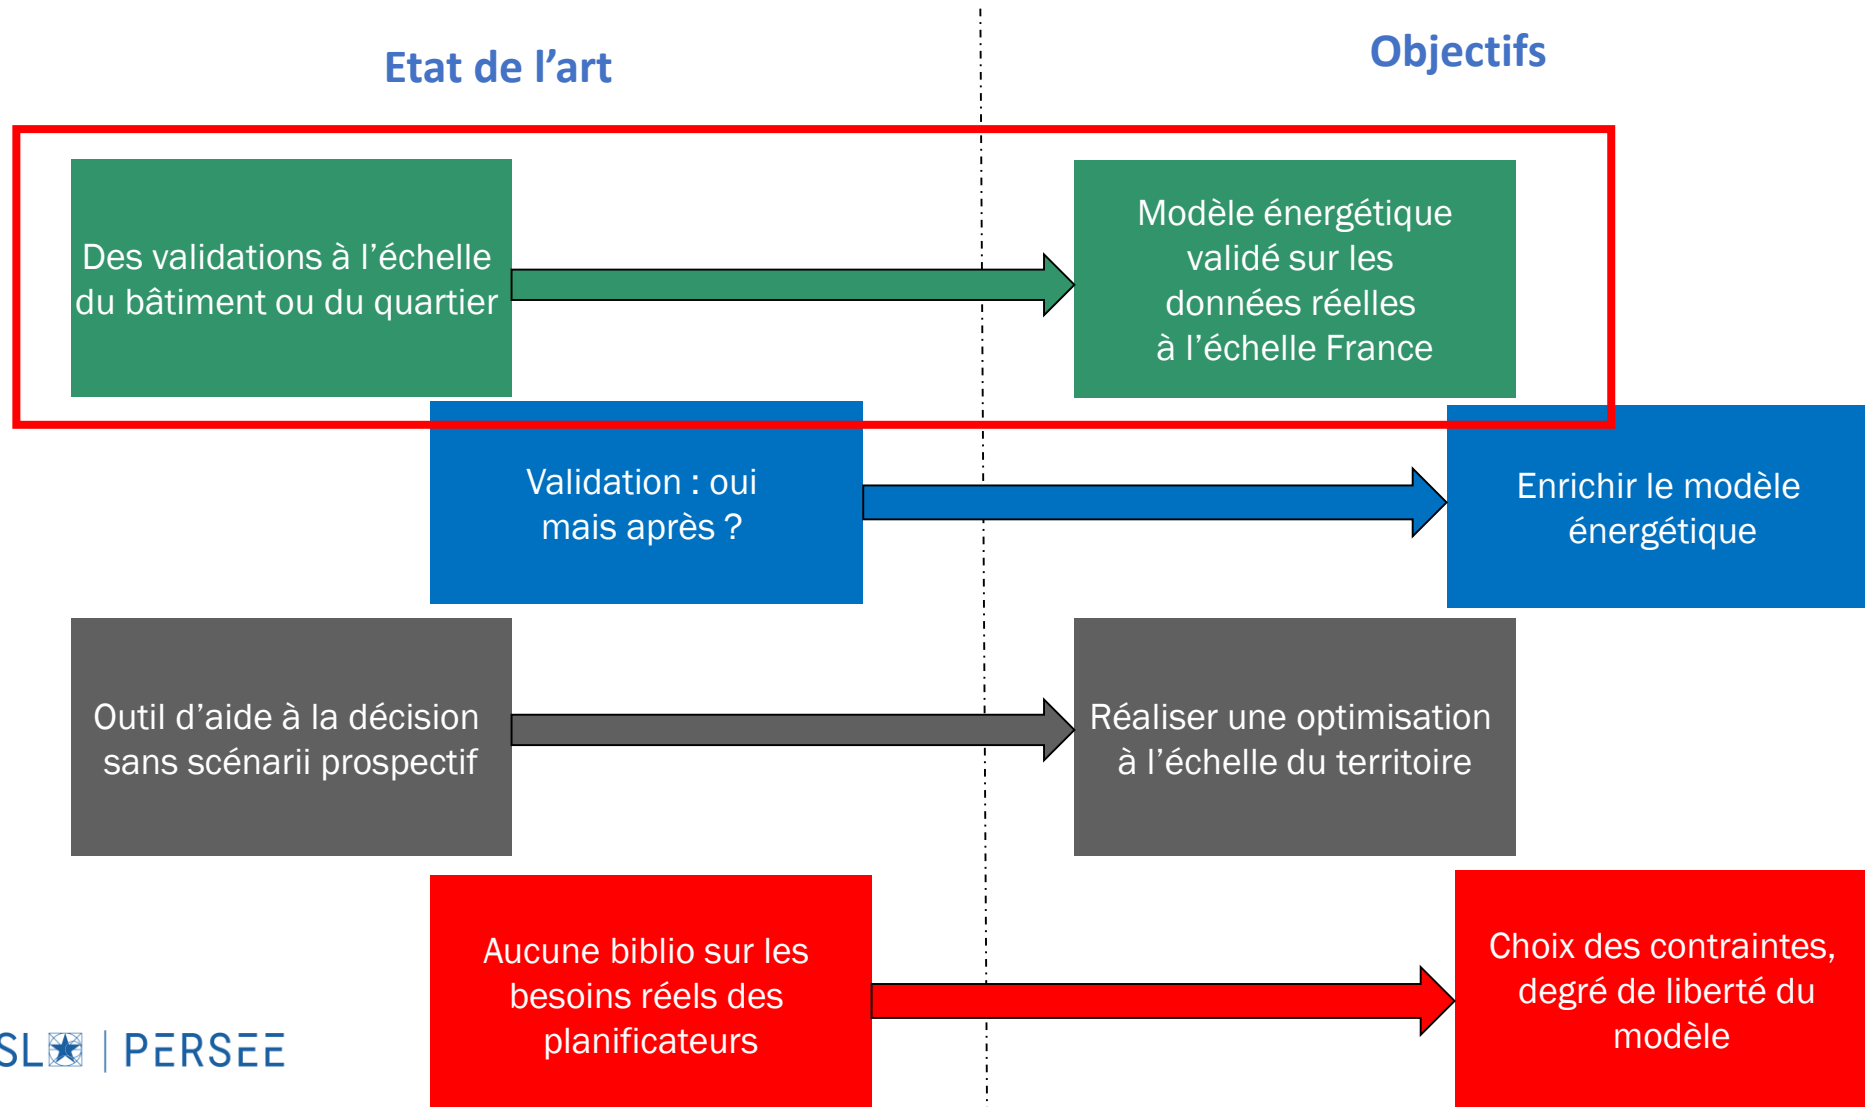 Etat de l’art
Objectifs
Des validations à l’échelle
du bâtiment ou du quartier
Modèle énergétique
validé sur les
données réelles
à l’échelle France
Validation : oui
mais après ?
Enrichir le modèle
énergétique
Outil d’aide à la décision
sans scénarii prospectif
Réaliser une optimisation
à l’échelle du territoire
Aucune biblio sur les
besoins réels des
planificateurs
Choix des contraintes,
degré de liberté du
modèle
SL | PERSEE